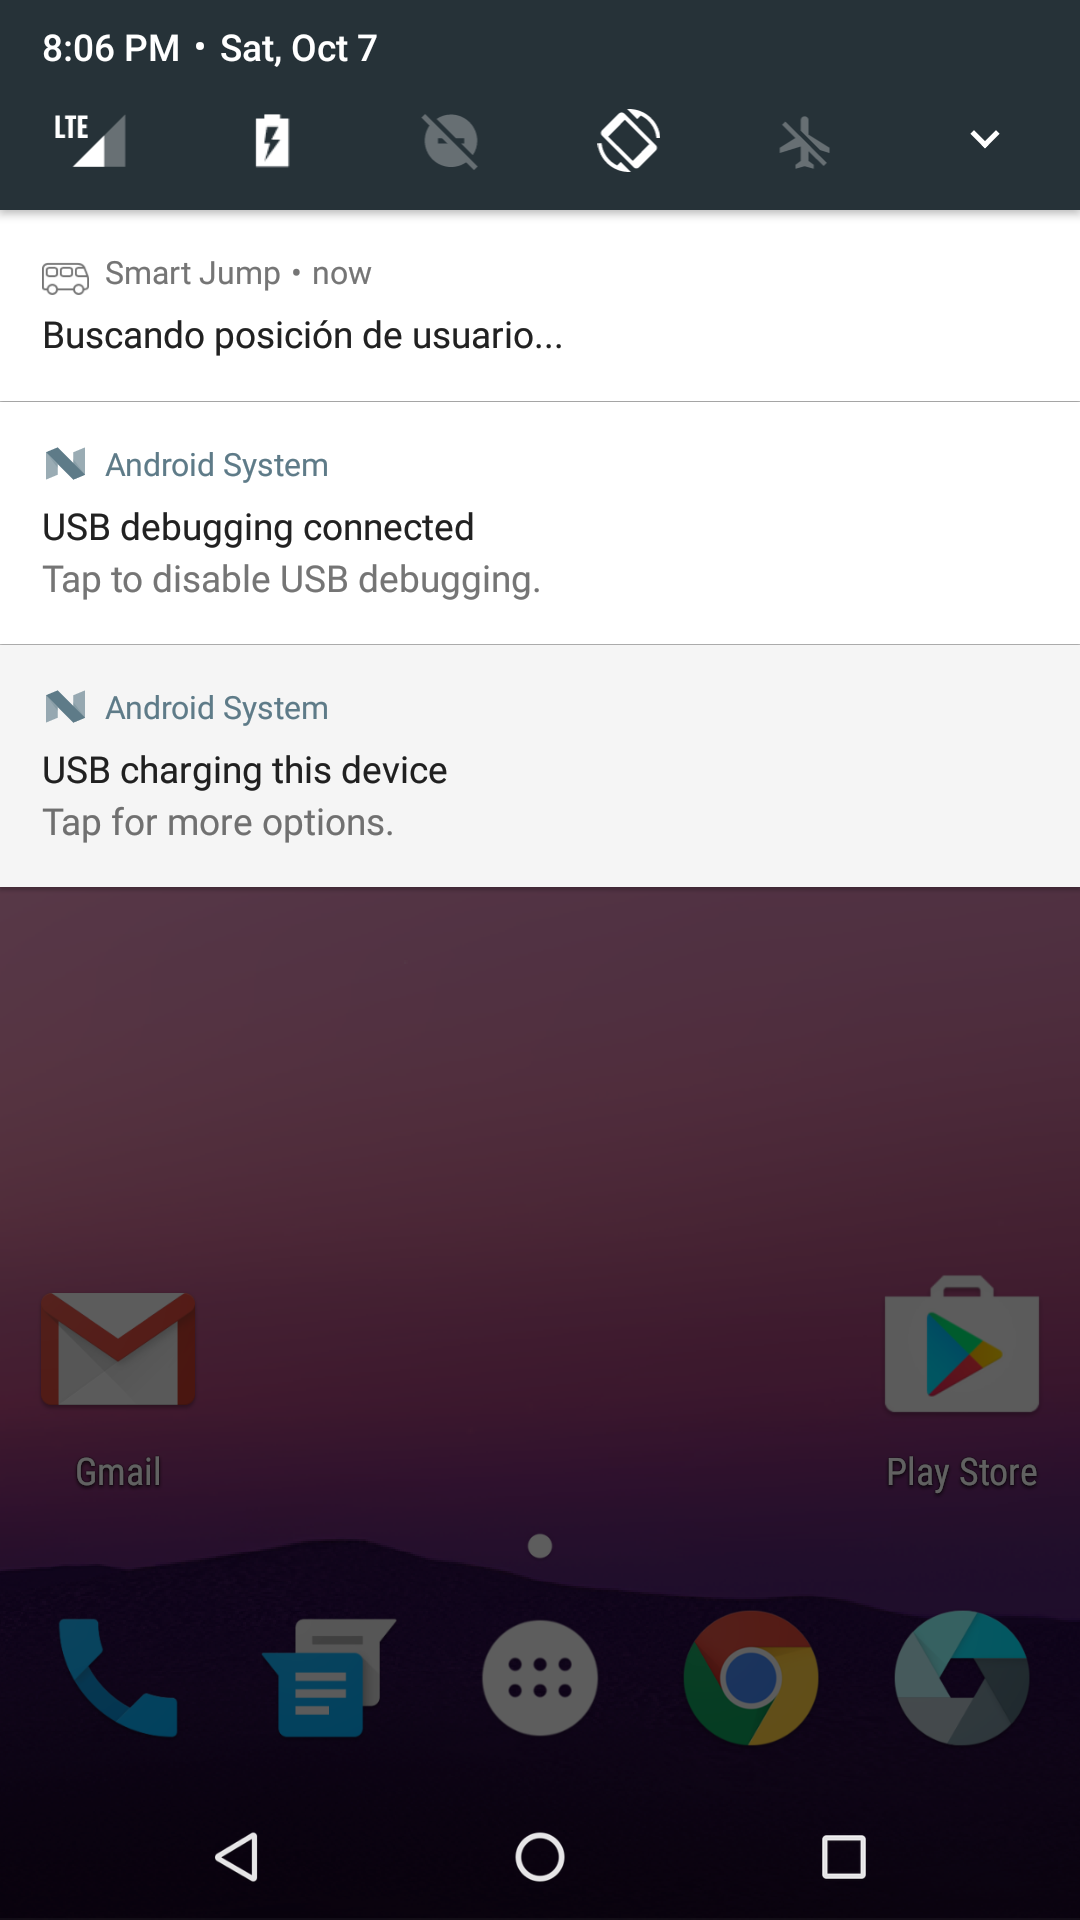 8:06 PM • Sat, Oct 7
LTE
Smart Jump • now
Buscando posición de usuario...
Android System
USB debugging connected
Tap to disable USB debugging.
Android System
USB charging this device
Tap for more options.
Gmail
Play Store